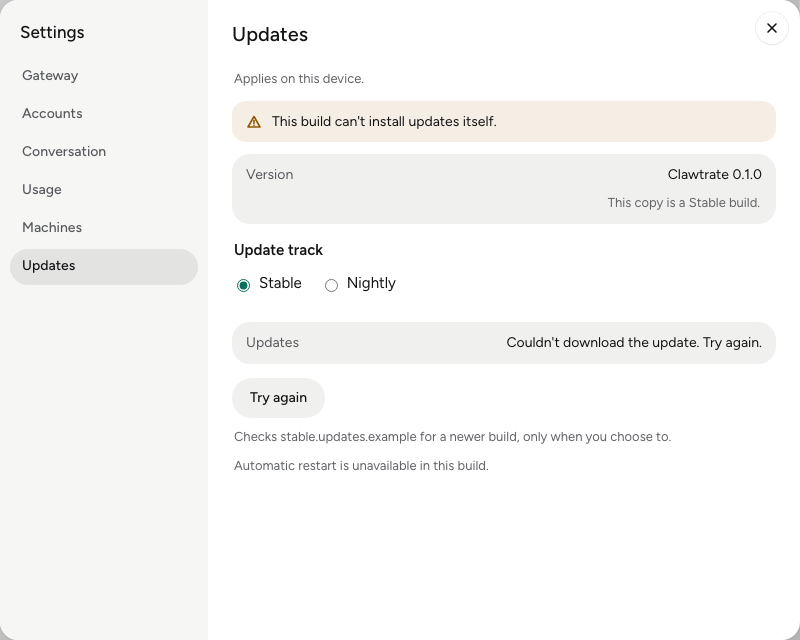 Settings
Gateway
Accounts
Conversation
Usage
Machines
Updates
Updates
Applies on this device.
This build can't install updates itself.
Version
Clawtrate 0.1.0
This copy is a Stable build.
Update track
Stable
Nightly
Updates
Couldn't download the update. Try again.
Try again
Checks stable.updates.example for a newer build, only when you choose to.
Automatic restart is unavailable in this build.